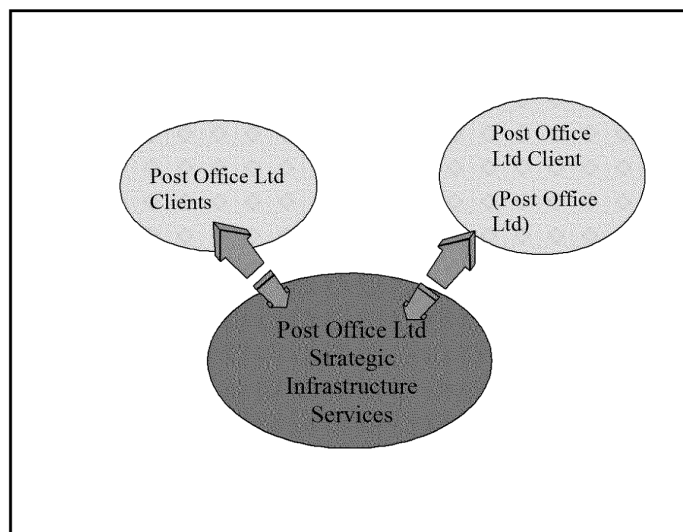 Post Office Ltd
Clients
Post Office
Ltd Client
(Post Office
Ltd)
Post Office Ltd
Strategic
Infrastructure
Services